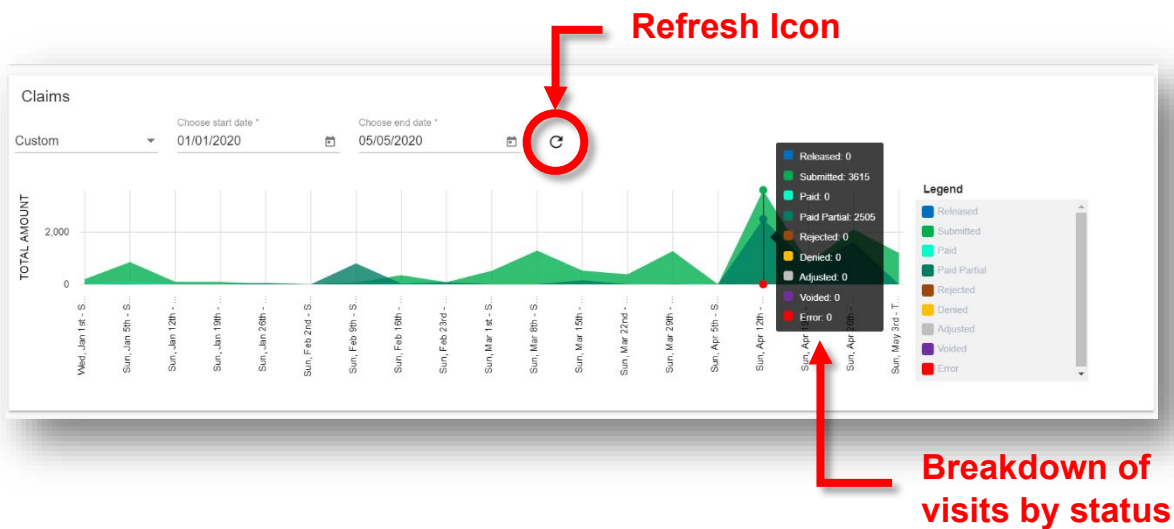 Refresh Icon
Claims
Choose start date *
Choose end date *
Custom
01/01/2020
05/05/2020
Released: 0
Submitted: 3615
Paid: 0
Paid Partial: 2505
Rejected: 0
Denied: 0
Adjusted: 0
Voided: 0
Error: 0
Legend
Released
Submitted
Paid
Paid Partial
Rejected
Denied
Adjusted
Voided
Error
TOTAL AMOUNT
2,000
0
Wed, Jan 1st - S...
Sun, Jan 5th - S...
Sun, Jan 12th - ...
Sun, Jan 19th - ...
Sun, Jan 26th - ...
Sun, Feb 2nd - S...
Sun, Feb 9th - S...
Sun, Feb 16th - ...
Sun, Feb 23rd - ...
Sun, Mar 1st - S...
Sun, Mar 8th - S...
Sun, Mar 15th - ...
Sun, Mar 22nd - ...
Sun, Mar 29th - ...
Sun, Apr 5th - S...
Sun, Apr 12th - ...
Sun, Apr
Sun, Apr 26th - ...
Sun, May 3rd - T...
Breakdown of
visits by status